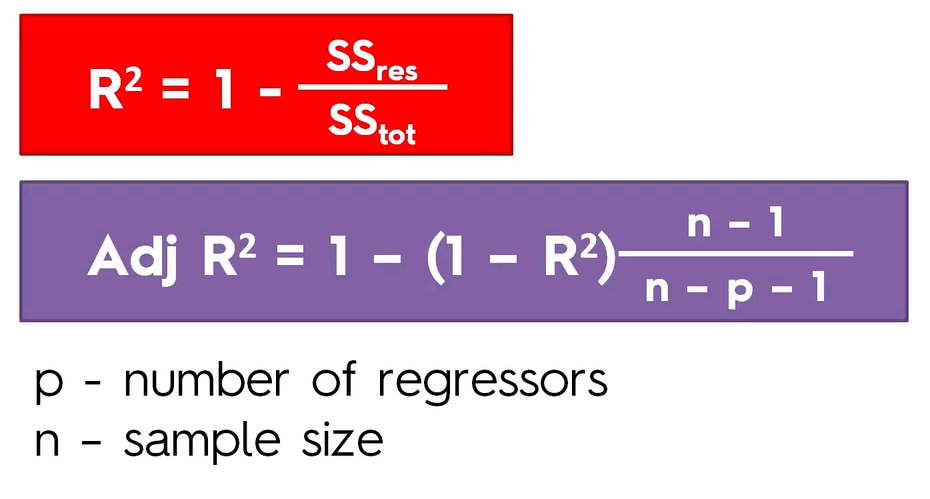 R² = 1 - SSres / SStot
Adj R² = 1 – (1 – R²) n – 1 / n – p – 1
p - number of regressors
n – sample size